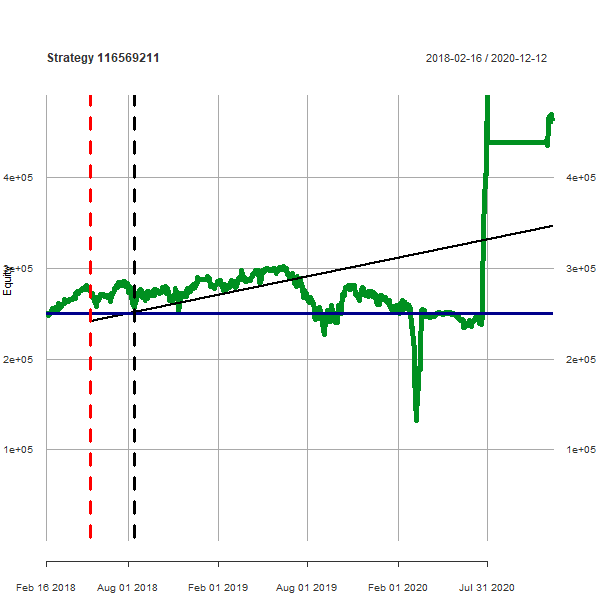 Strategy 116569211
2018-02-16 / 2020-12-12
4e+05
4e+05
3e+05
3e+05
Equity
2e+05
2e+05
1e+05
1e+05
Feb 16 2018
Aug 01 2018
Feb 01 2019
Aug 01 2019
Feb 01 2020
Jul 31 2020